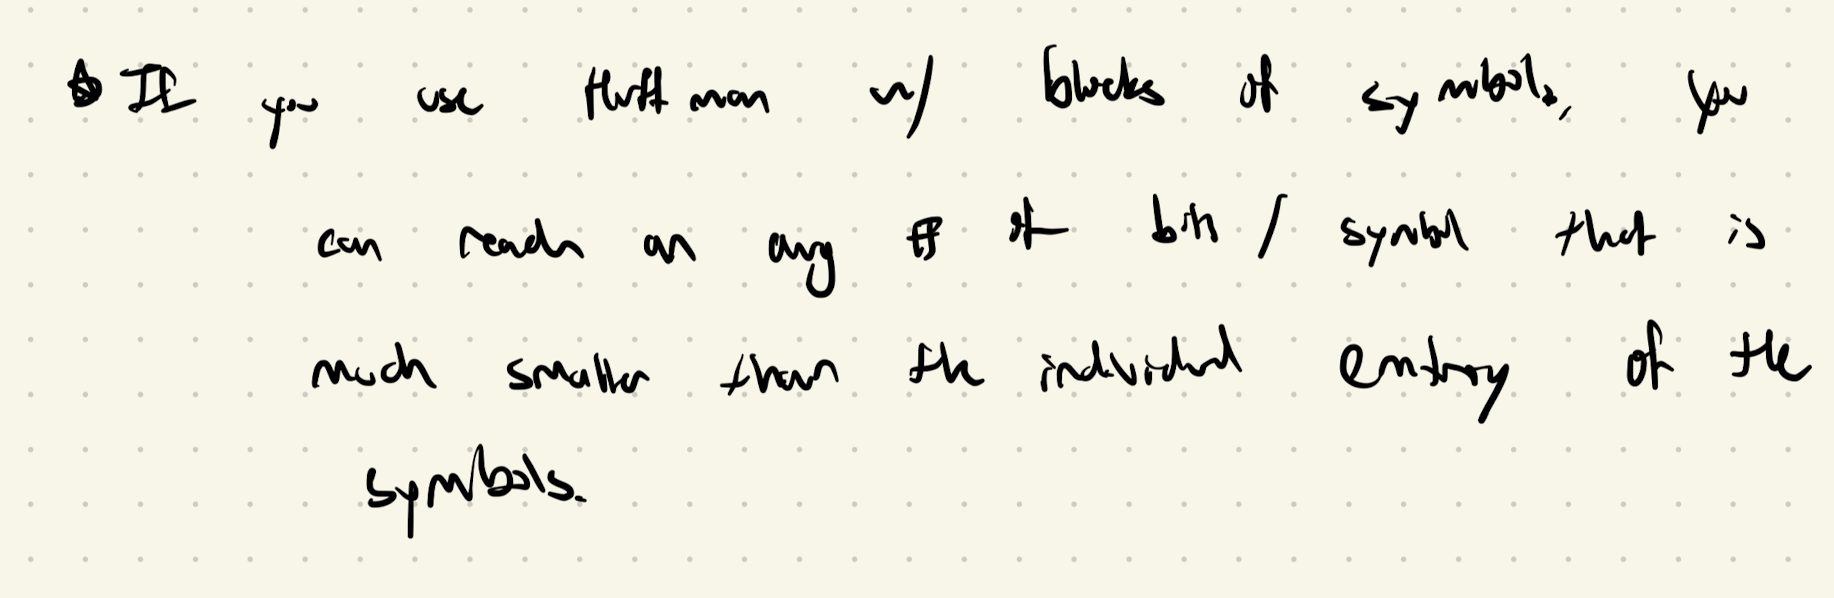 ☆ If you use Huffman w/ blocks of symbols, you
can reach an avg # of bits / symbol that is
much smaller than the individual entropy of the
symbols.